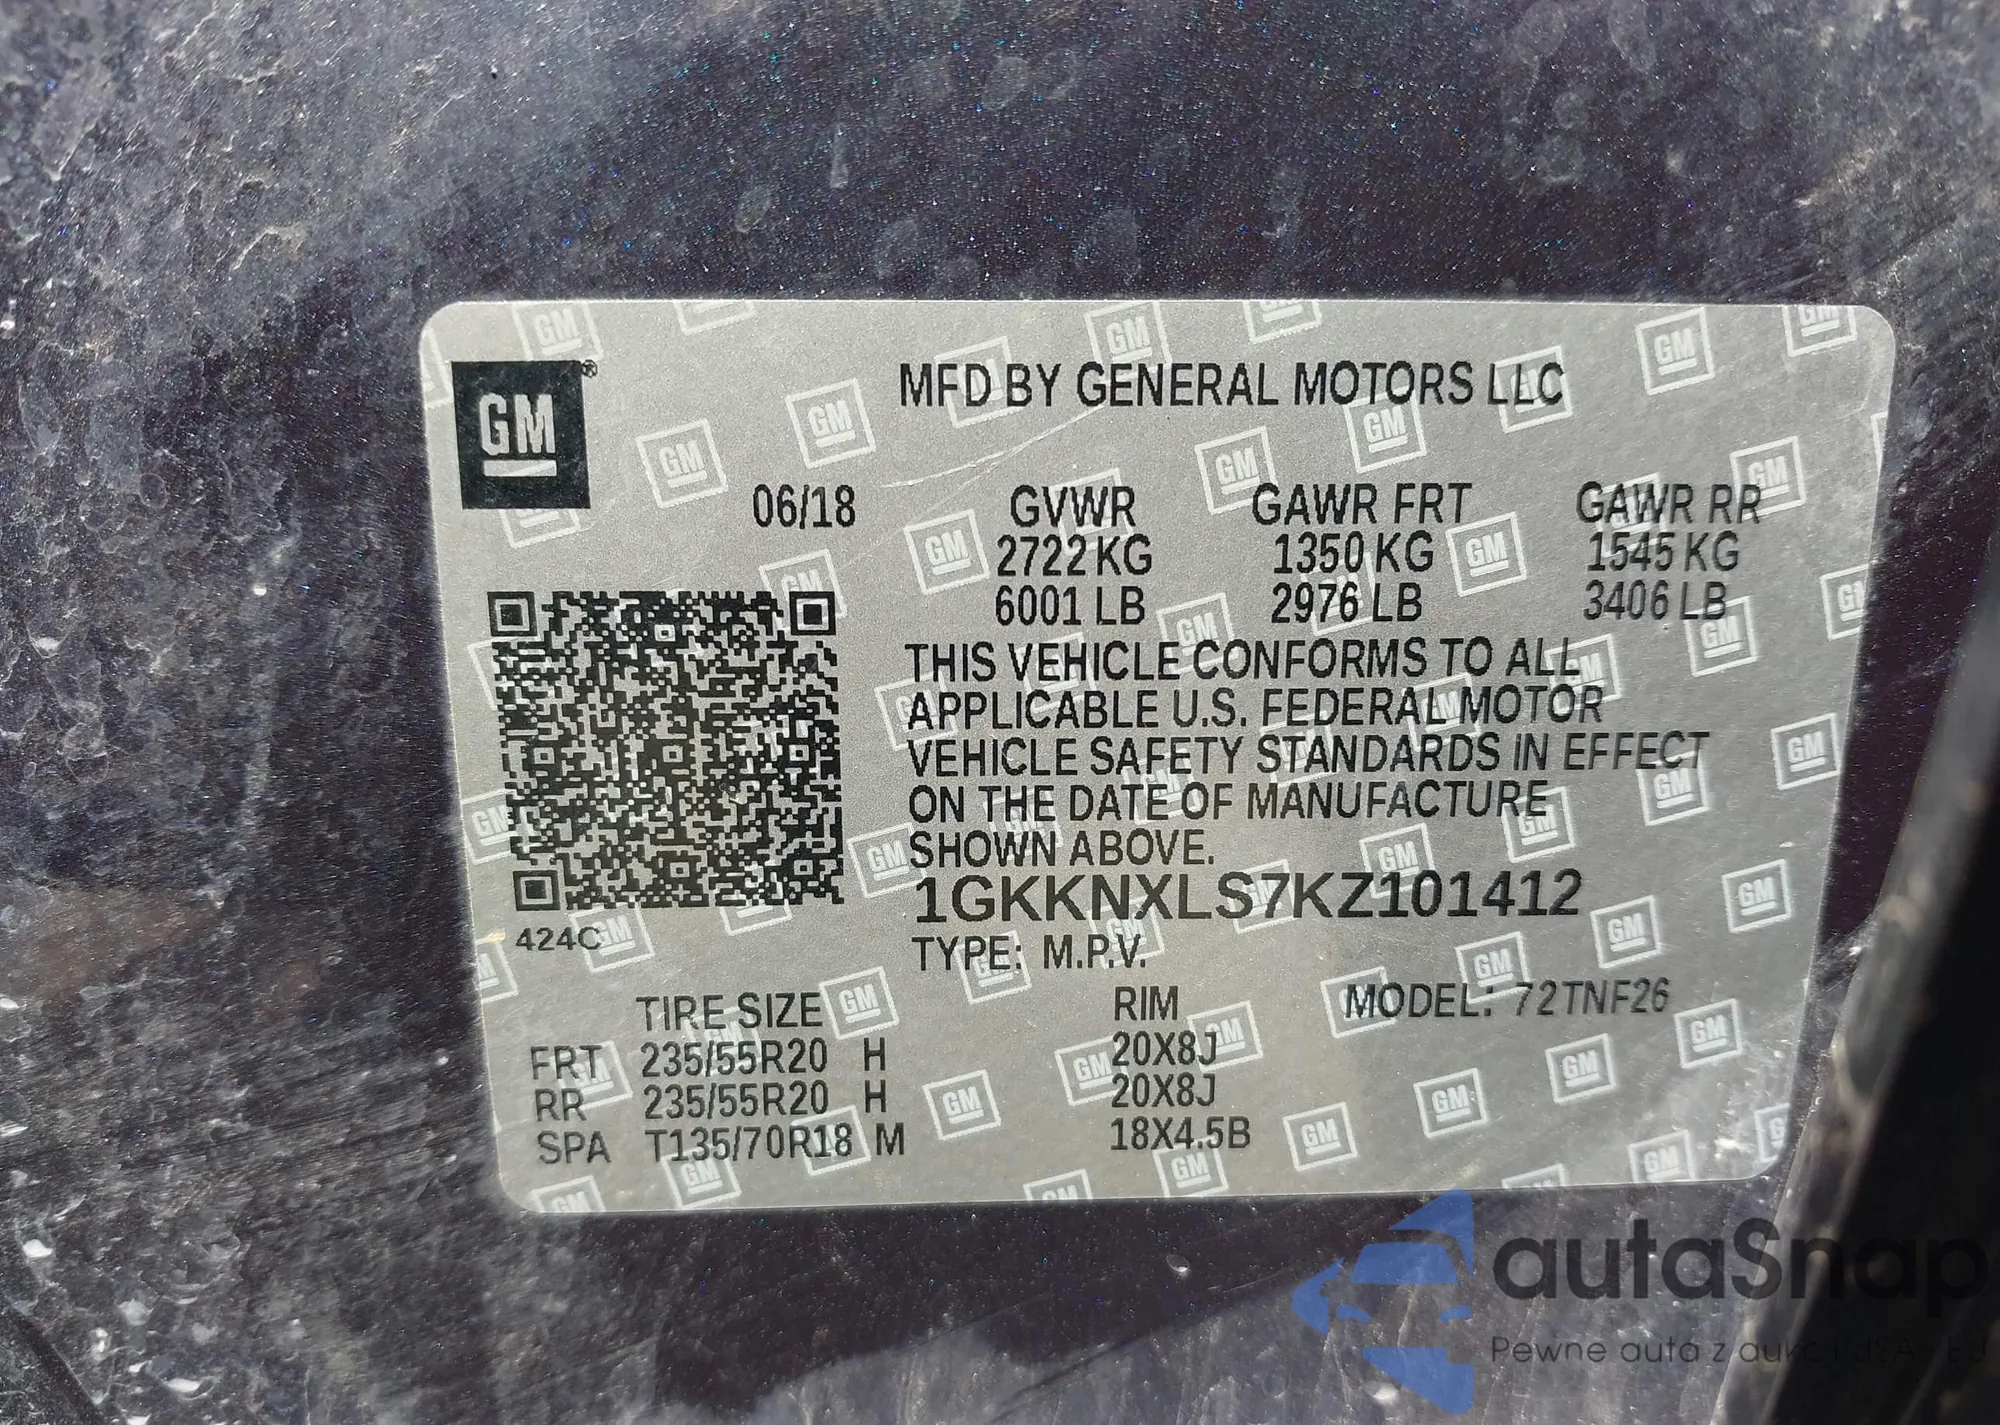 GM®
MFD BY GENERAL MOTORS LLC
06/18 GVWR GAWR FRT GAWR RR
2722 KG 1350 KG 1545 KG
6001 LB 2976 LB 3406 LB
THIS VEHICLE CONFORMS TO ALL
APPLICABLE U.S. FEDERAL MOTOR
VEHICLE SAFETY STANDARDS IN EFFECT
ON THE DATE OF MANUFACTURE
SHOWN ABOVE.
1GKKNXLS7KZ101412
424C
TYPE: M.P.V.
TIRE SIZE RIM MODEL: 72TNF26
FRT 235/55R20 H 20X8J
RR 235/55R20 H 20X8J
SPA T135/70R18 M 18X4.5B
autaSnap
Pewne auta z aukcji